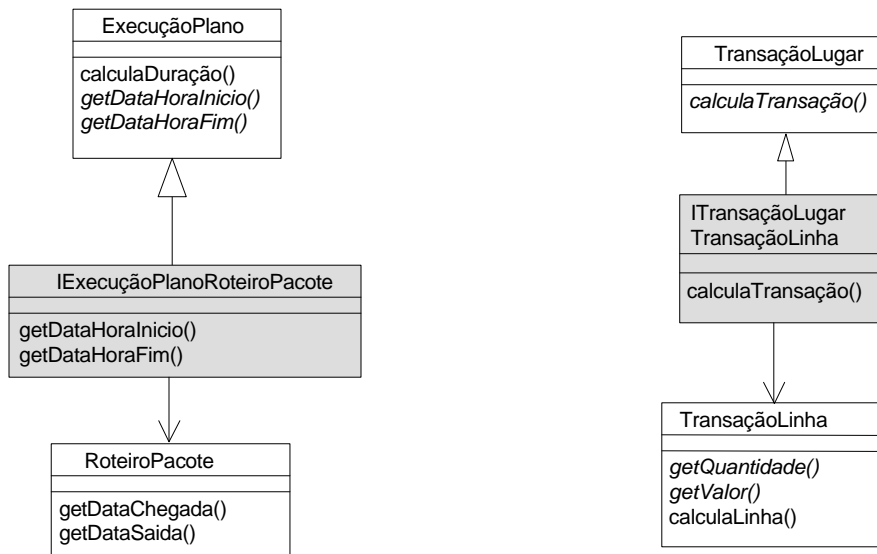 ExecuçãoPlano
calculaDuração()
getDataHoraInicio()
getDataHoraFim()
IExecuçãoPlanoRoteiroPacote
getDataHoraInicio()
getDataHoraFim()
RoteiroPacote
getDataChegada()
getDataSaida()
TransaçãoLugar
calculaTransação()
ITransaçãoLugar
TransaçãoLinha
calculaTransação()
TransaçãoLinha
getQuantidade()
getValor()
calculaLinha()